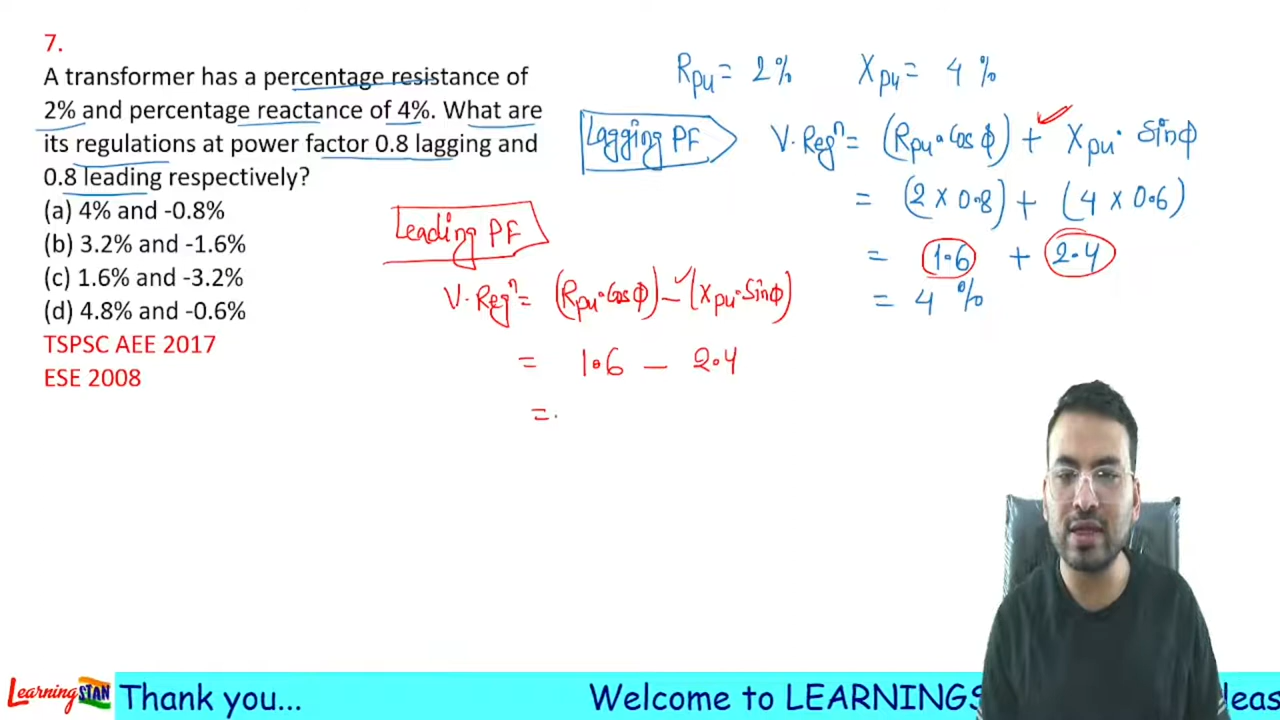 7.
A transformer has a percentage resistance of
2% and percentage reactance of 4%. What are
its regulations at power factor 0.8 lagging and
0.8 leading respectively?
(a) 4% and -0.8%
(b) 3.2% and -1.6%
(c) 1.6% and -3.2%
(d) 4.8% and -0.6%
TSPSC AEE 2017
ESE 2008
Rpu = 2% Xpu = 4%
Lagging PF
V·Regⁿ = (Rpu·Cosϕ) + Xpu· Sinϕ
= (2 × 0.8) + (4 × 0.6)
= 1.6 + 2.4
= 4 %
Leading PF
V·Regⁿ = (Rpu·Cosϕ) – (Xpu·Sinϕ)
= 1.6 – 2.4
=
LearningSTAN
Thank you... Welcome to LEARNINGS